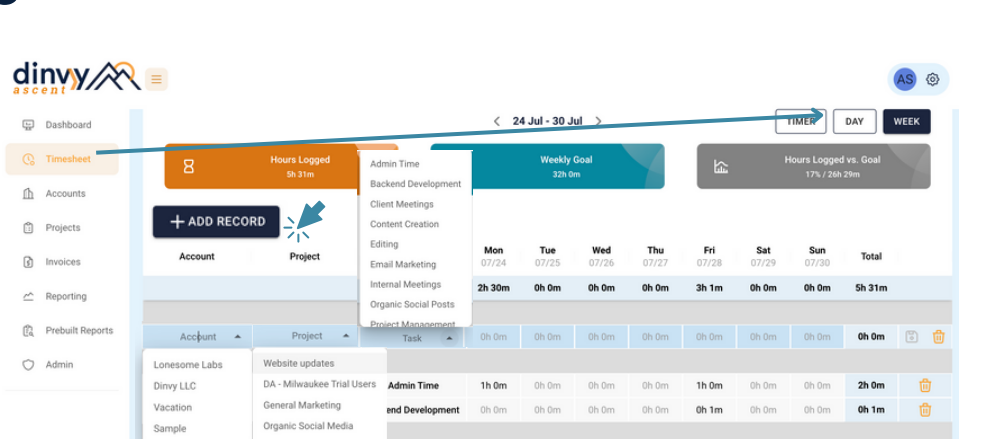 dinvy
ascent
AS
Dashboard
Timesheet
Accounts
Projects
Invoices
Reporting
Prebuilt Reports
Admin
24 Jul - 30 Jul
TIMER
DAY
WEEK
Hours Logged
5h 31m
Weekly Goal
32h 0m
Hours Logged vs. Goal
17% / 26h 29m
+ ADD RECORD
Admin Time
Backend Development
Client Meetings
Content Creation
Editing
Email Marketing
Internal Meetings
Organic Social Posts
Project Management
Account Project Mon Tue Wed Thu Fri Sat Sun Total
07/24 07/25 07/26 07/27 07/28 07/29 07/30
2h 30m 0h 0m 0h 0m 0h 0m 3h 1m 0h 0m 0h 0m 5h 31m
Account Project Task 0h 0m 0h 0m 0h 0m 0h 0m 0h 0m 0h 0m 0h 0m 0h 0m
Lonesome Labs
Dinvy LLC
Vacation
Sample
Website updates
DA - Milwaukee Trial Users
General Marketing
Organic Social Media
Admin Time 1h 0m 0h 0m 0h 0m 0h 0m 1h 0m 0h 0m 0h 0m 2h 0m
end Development 0h 0m 0h 0m 0h 0m 0h 0m 0h 1m 0h 0m 0h 0m 0h 1m